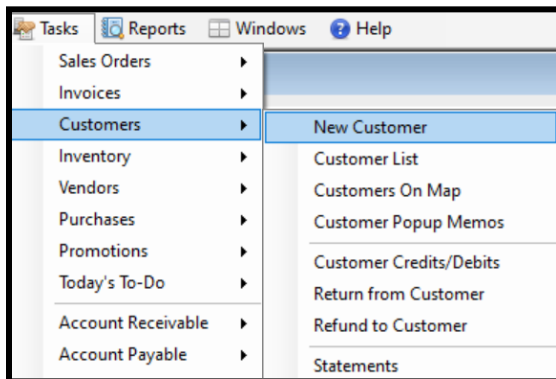 Tasks Reports Windows Help
Sales Orders
Invoices
Customers
Inventory
Vendors
Purchases
Promotions
Today's To-Do
Account Receivable
Account Payable
New Customer
Customer List
Customers On Map
Customer Popup Memos
Customer Credits/Debits
Return from Customer
Refund to Customer
Statements